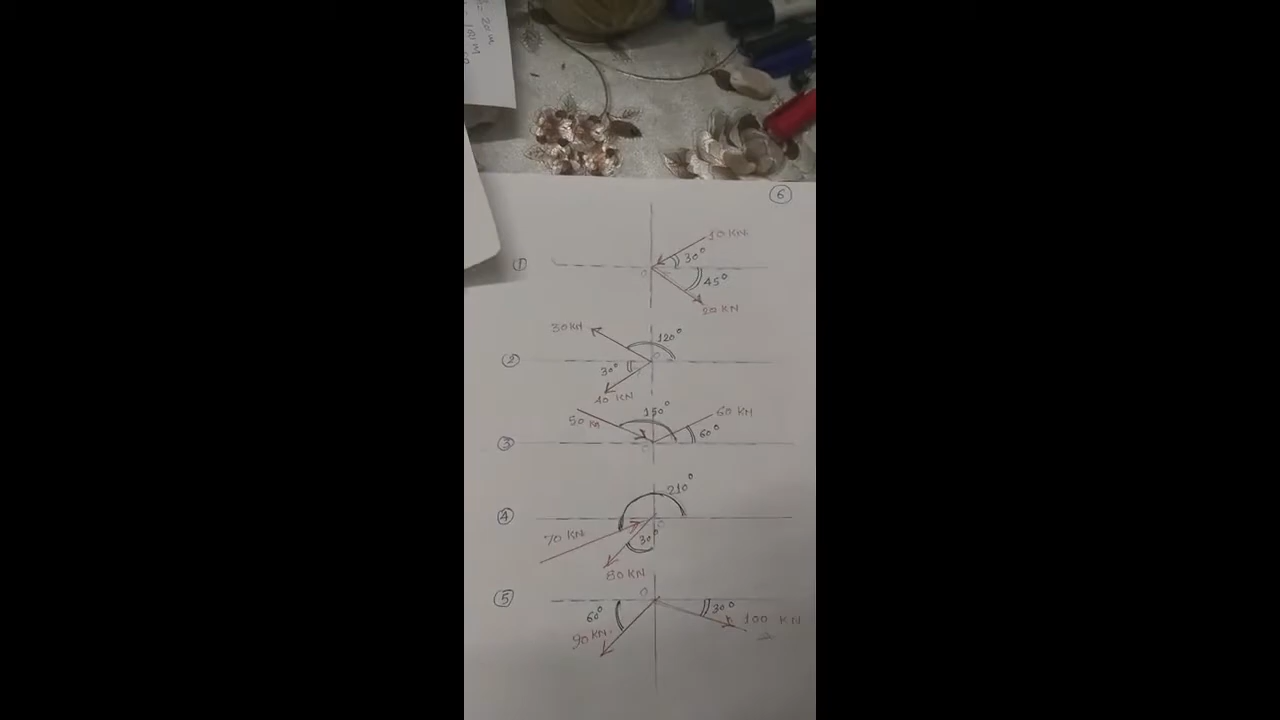 = 20 m
6
1
10 KN
30°
O
45°
20 KN
2
30 KN
120°
O
30°
40 KN
3
50 KN
150°
60 KN
60°
O
4
210°
70 KN
O
30°
80 KN
5
O
60°
30°
90 KN
100 KN